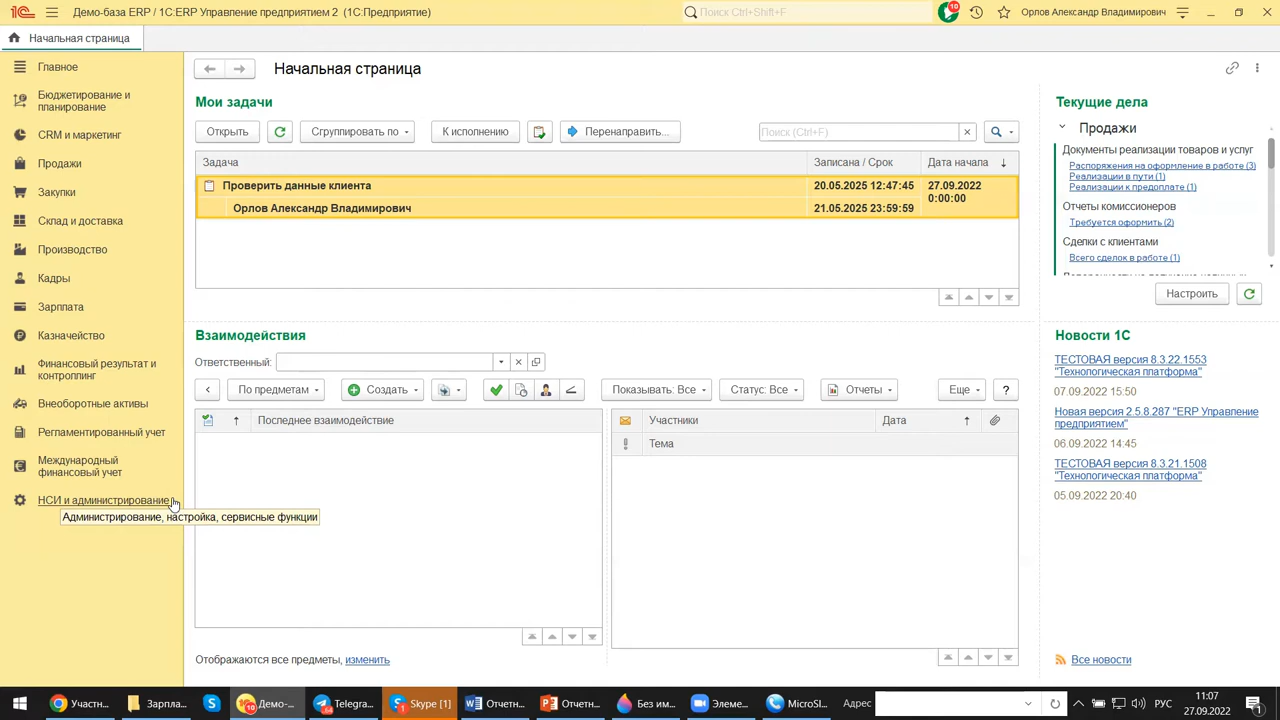 Демо-база ERP / 1С:ERP Управление предприятием 2 (1С:Предприятие)
Поиск Ctrl+Shift+F
10
Орлов Александр Владимирович
Начальная страница
Главное
Бюджетирование и
планирование
CRM и маркетинг
Продажи
Закупки
Склад и доставка
Производство
Кадры
Зарплата
Казначейство
Финансовый результат и
контроллинг
Внеоборотные активы
Регламентированный учет
Международный
финансовый учет
НСИ и администрирование
Администрирование, настройка, сервисные функции
Начальная страница
Мои задачи
Открыть
Сгруппировать по
К исполнению
Перенаправить...
Поиск (Ctrl+F)
Задача
Записана / Срок
Дата начала
Проверить данные клиента
20.05.2025 12:47:45
27.09.2022
0:00:00
Орлов Александр Владимирович
21.05.2025 23:59:59
Взаимодействия
Ответственный:
По предметам
Создать
Показывать: Все
Статус: Все
Отчеты
Еще
?
Последнее взаимодействие
Участники
Дата
Тема
Отображаются все предметы, изменить
Текущие дела
Продажи
Документы реализации товаров и услуг
Распоряжения на оформление в работе (3)
Реализации в пути (1)
Реализации к предоплате (1)
Отчеты комиссионеров
Требуется оформить (2)
Сделки с клиентами
Всего сделок в работе (1)
Настроить
Новости 1С
ТЕСТОВАЯ версия 8.3.22.1553
"Технологическая платформа"
07.09.2022 15:50
Новая версия 2.5.8.287 "ERP Управление
предприятием"
06.09.2022 14:45
ТЕСТОВАЯ версия 8.3.21.1508
"Технологическая платформа"
05.09.2022 20:40
Все новости
Участн...
Зарпла...
Демо-...
10
Telegra...
Skype [1]
Отчетн...
Отчетн...
Без им...
Элеме...
MicroSI...
Адрес
РУС
11:07
27.09.2022
1